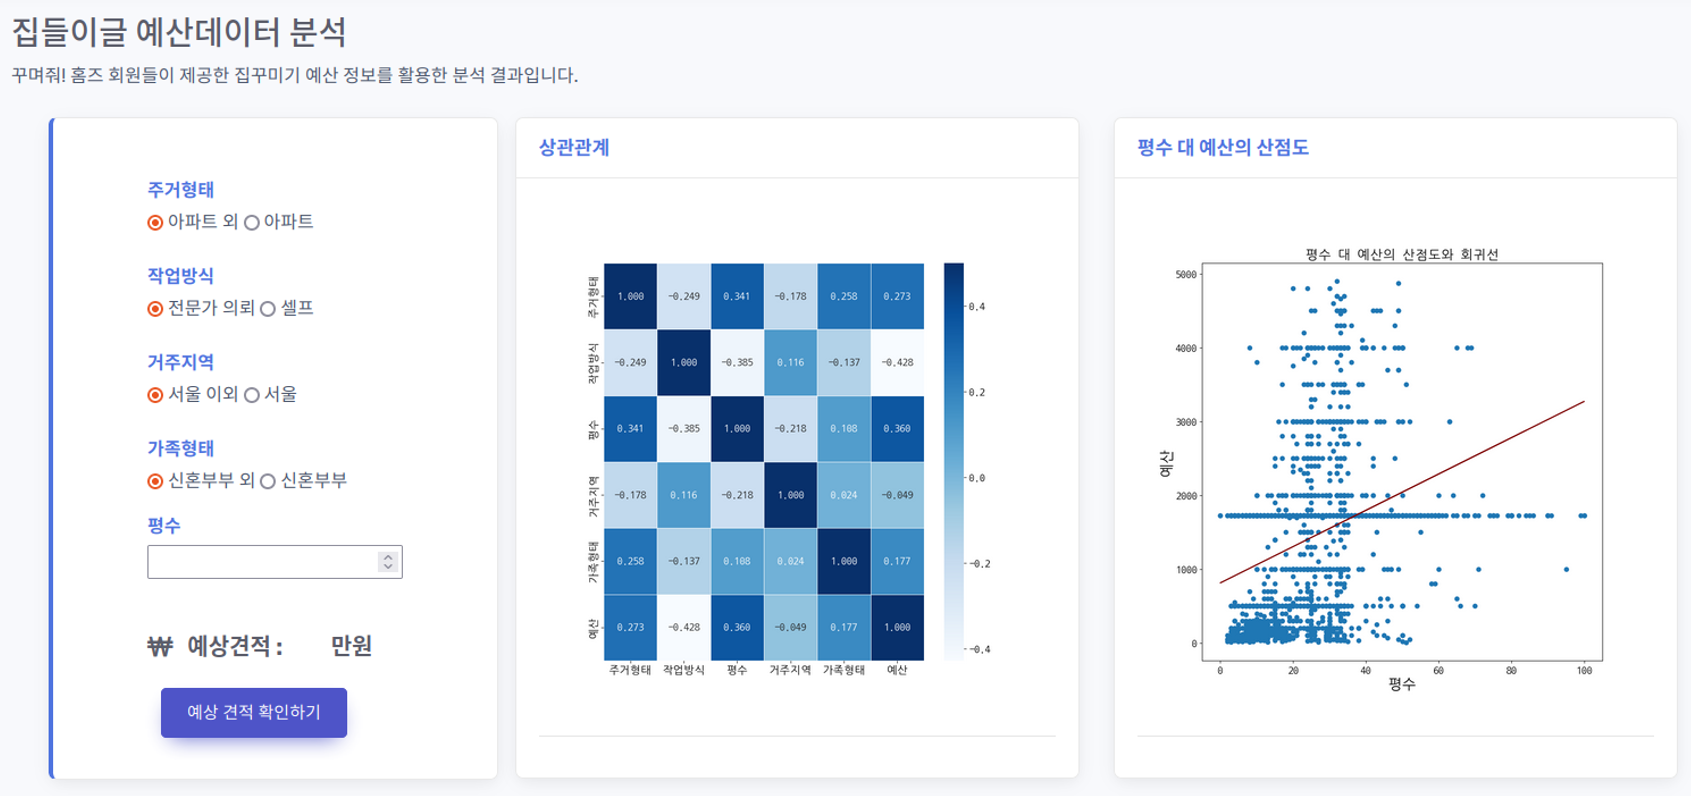 집들이글 예산데이터 분석
꾸며줘! 홈즈 회원들이 제공한 집꾸미기 예산 정보를 활용한 분석 결과입니다.
주거형태
아파트 외 아파트
작업방식
전문가 의뢰 셀프
거주지역
서울 이외 서울
가족형태
신혼부부 외 신혼부부
평수
₩ 예상견적: 만원
예상 견적 확인하기
상관관계
주거형태 1.000 -0.249 0.341 -0.178 0.258 0.273
작업방식 -0.249 1.000 -0.385 0.116 -0.137 -0.428
평수 0.341 -0.385 1.000 -0.218 0.108 0.360
거주지역 -0.178 0.116 -0.218 1.000 0.024 -0.049
가족형태 0.258 -0.137 0.108 0.024 1.000 0.177
예산 0.273 -0.428 0.360 -0.049 0.177 1.000
주거형태 작업방식 평수 거주지역 가족형태 예산
0.4
0.2
0.0
-0.2
-0.4
평수 대 예산의 산점도
평수 대 예산의 산점도와 회귀선
5000
4000
3000
2000
1000
0
예산
0 20 40 60 80 100
평수